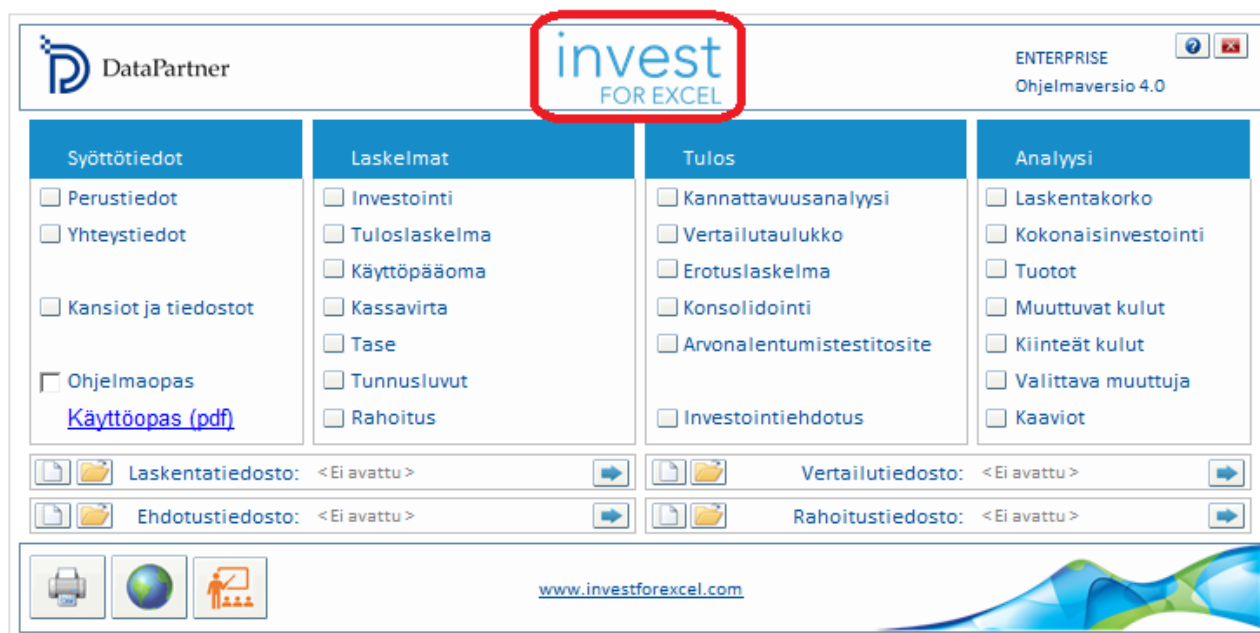 DataPartner
invest
FOR EXCEL
ENTERPRISE
Ohjelmaversio 4.0
Syöttötiedot
Perustiedot
Yhteystiedot
Kansiot ja tiedostot
Ohjelmaopas
Käyttöopas (pdf)
Laskelmat
Investointi
Tuloslaskelma
Käyttöpääoma
Kassavirta
Tase
Tunnusluvut
Rahoitus
Tulos
Kannattavuusanalyysi
Vertailutaulukko
Erotuslaskelma
Konsolidointi
Arvonalentumistestitosite
Investointiehdotus
Analyysi
Laskentakorko
Kokonaisinvestointi
Tuotot
Muuttuvat kulut
Kiinteät kulut
Valittava muuttuja
Kaaviot
Laskentatiedosto: <Ei avattu>
Vertailutiedosto: <Ei avattu>
Ehdotustiedosto: <Ei avattu>
Rahoitustiedosto: <Ei avattu>
www.investforexcel.com